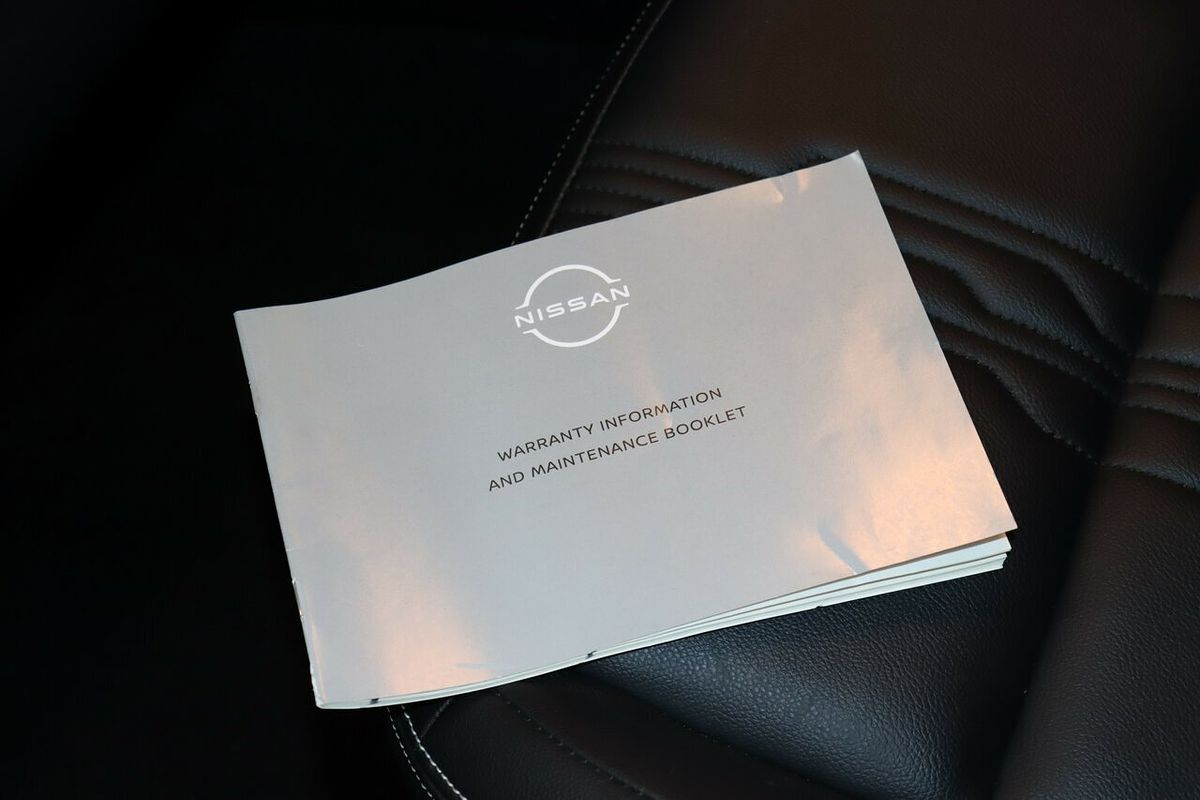 NISSAN
WARRANTY INFORMATION
AND MAINTENANCE BOOKLET